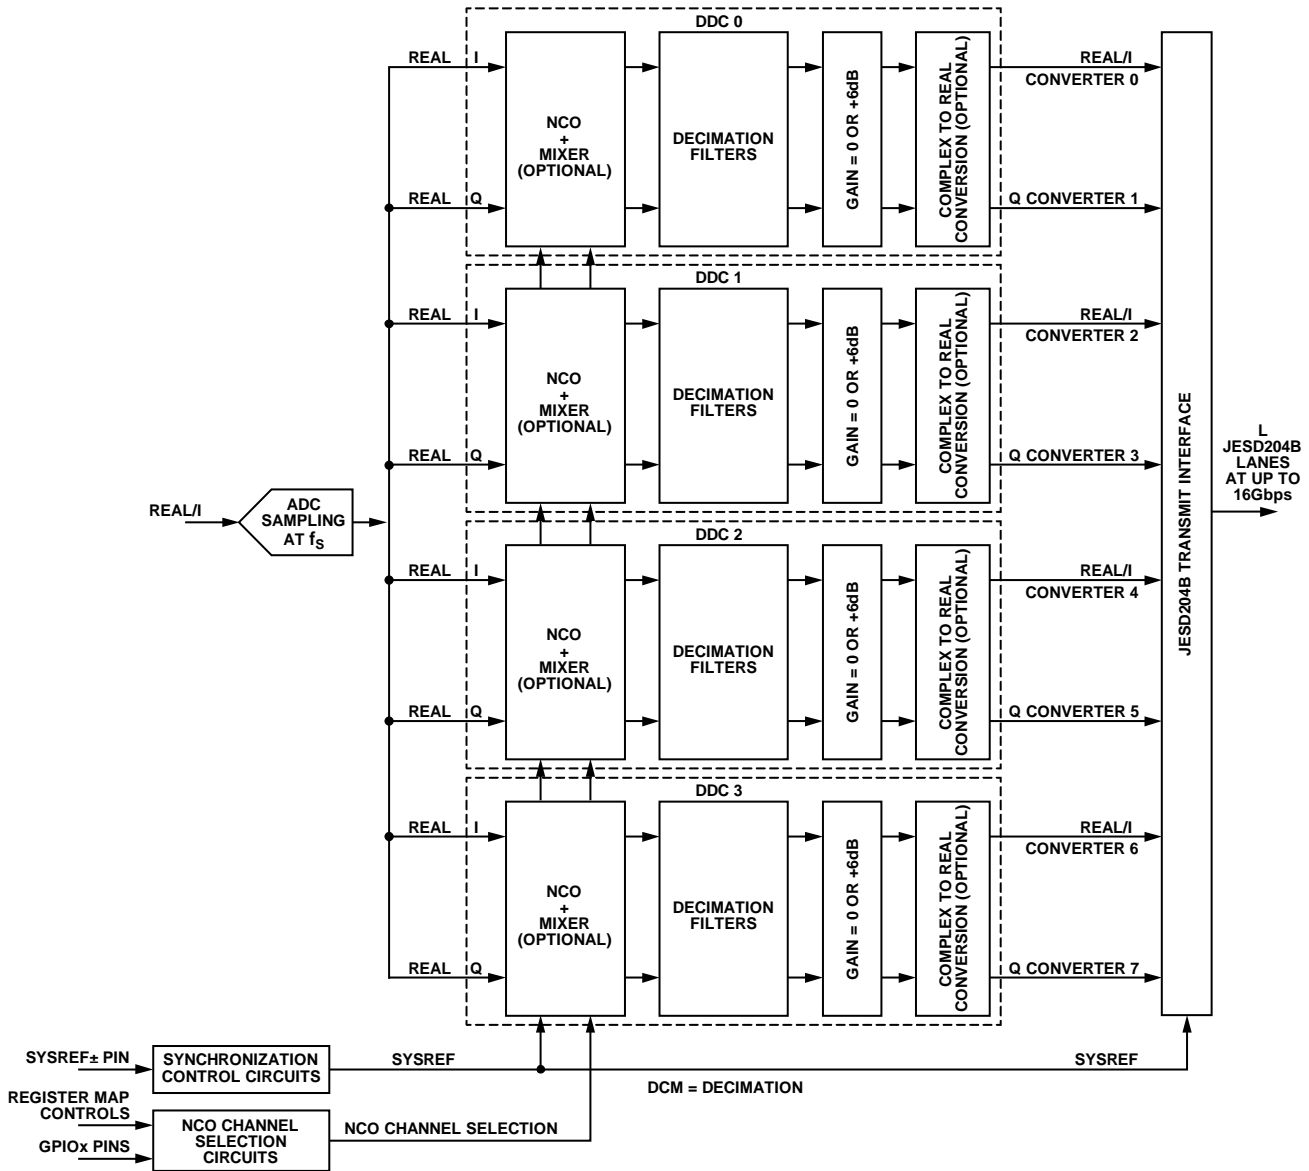 DDC 0
REAL I
NCO
+
MIXER
(OPTIONAL)
REAL Q
DECIMATION
FILTERS
GAIN = 0 OR +6dB
COMPLEX TO REAL
CONVERSION (OPTIONAL)
REAL/I
CONVERTER 0
Q CONVERTER 1
DDC 1
REAL I
NCO
+
MIXER
(OPTIONAL)
REAL Q
DECIMATION
FILTERS
GAIN = 0 OR +6dB
COMPLEX TO REAL
CONVERSION (OPTIONAL)
REAL/I
CONVERTER 2
Q CONVERTER 3
REAL/I
ADC
SAMPLING
AT fS
DDC 2
REAL I
NCO
+
MIXER
(OPTIONAL)
REAL Q
DECIMATION
FILTERS
GAIN = 0 OR +6dB
COMPLEX TO REAL
CONVERSION (OPTIONAL)
REAL/I
CONVERTER 4
Q CONVERTER 5
DDC 3
REAL I
NCO
+
MIXER
(OPTIONAL)
REAL Q
DECIMATION
FILTERS
GAIN = 0 OR +6dB
COMPLEX TO REAL
CONVERSION (OPTIONAL)
REAL/I
CONVERTER 6
Q CONVERTER 7
JESD204B TRANSMIT INTERFACE
L
JESD204B
LANES
AT UP TO
16Gbps
SYSREF± PIN
SYNCHRONIZATION
CONTROL CIRCUITS
SYSREF
SYSREF
DCM = DECIMATION
REGISTER MAP
CONTROLS
GPIOx PINS
NCO CHANNEL
SELECTION
CIRCUITS
NCO CHANNEL SELECTION